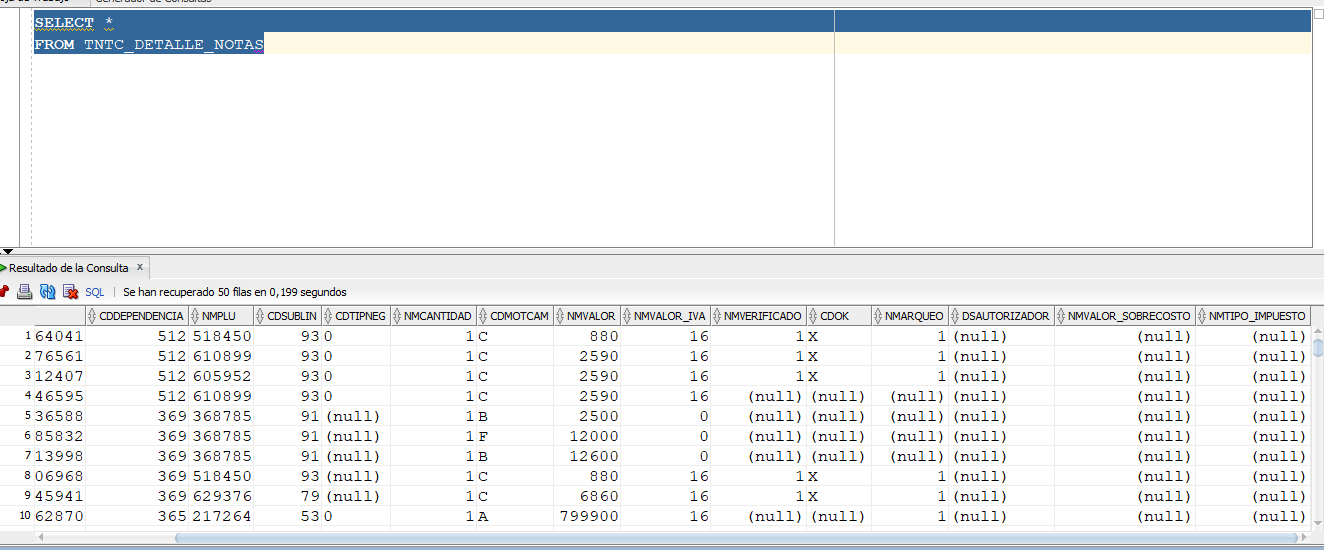 Generador de Consultas
SELECT *
FROM TNTC_DETALLE_NOTAS
Resultado de la Consulta x
SQL | Se han recuperado 50 filas en 0,199 segundos
CDDEPENDENCIA NMPLU CDSUBLIN CDTIPNEG NMCANTIDAD CDMOTCAM NMVALOR NMVALOR_IVA NMVERIFICADO CDOK NMARQUEO DSAUTORIZADOR NMVALOR_SOBRECOSTO NMTIPO_IMPUESTO
1 64041 512 518450 93 0 1 C 880 16 1 X 1 (null) (null) (null)
2 76561 512 610899 93 0 1 C 2590 16 1 X 1 (null) (null) (null)
3 12407 512 605952 93 0 1 C 2590 16 1 X 1 (null) (null) (null)
4 46595 512 610899 93 0 1 C 2590 16 (null) (null) (null) (null) (null) (null)
5 36588 369 368785 91 (null) 1 B 2500 0 (null) (null) (null) (null) (null) (null)
6 85832 369 368785 91 (null) 1 F 12000 0 (null) (null) (null) (null) (null) (null)
7 13998 369 368785 91 (null) 1 B 12600 0 (null) (null) (null) (null) (null) (null)
8 06968 369 518450 93 (null) 1 C 880 16 1 X 1 (null) (null) (null)
9 45941 369 629376 79 (null) 1 C 6860 16 1 X 1 (null) (null) (null)
10 62870 365 217264 53 0 1 A 799900 16 (null) (null) 1 (null) (null) (null)